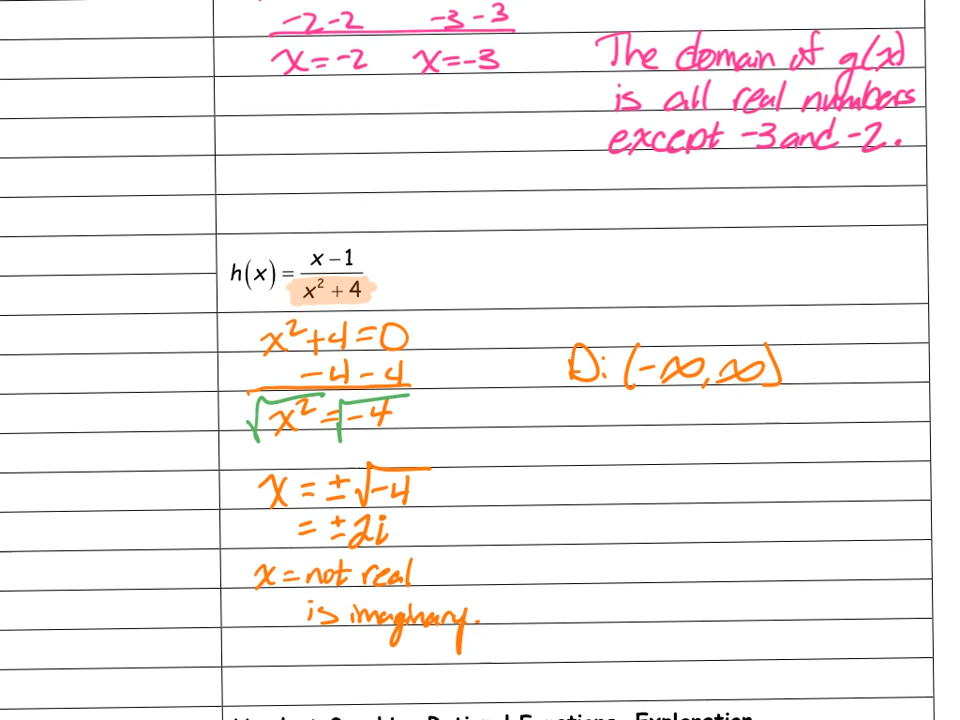 -2 -2 -3 -3
x = -2 x = -3
The domain of g(x)
is all real numbers
except -3 and -2.
h(x) = (x - 1)/(x² + 4)
x² + 4 = 0
-4 -4
√x² = √-4
D: (-∞, ∞)
x = ±√-4
= ±2i
x = not real
is imaginary.